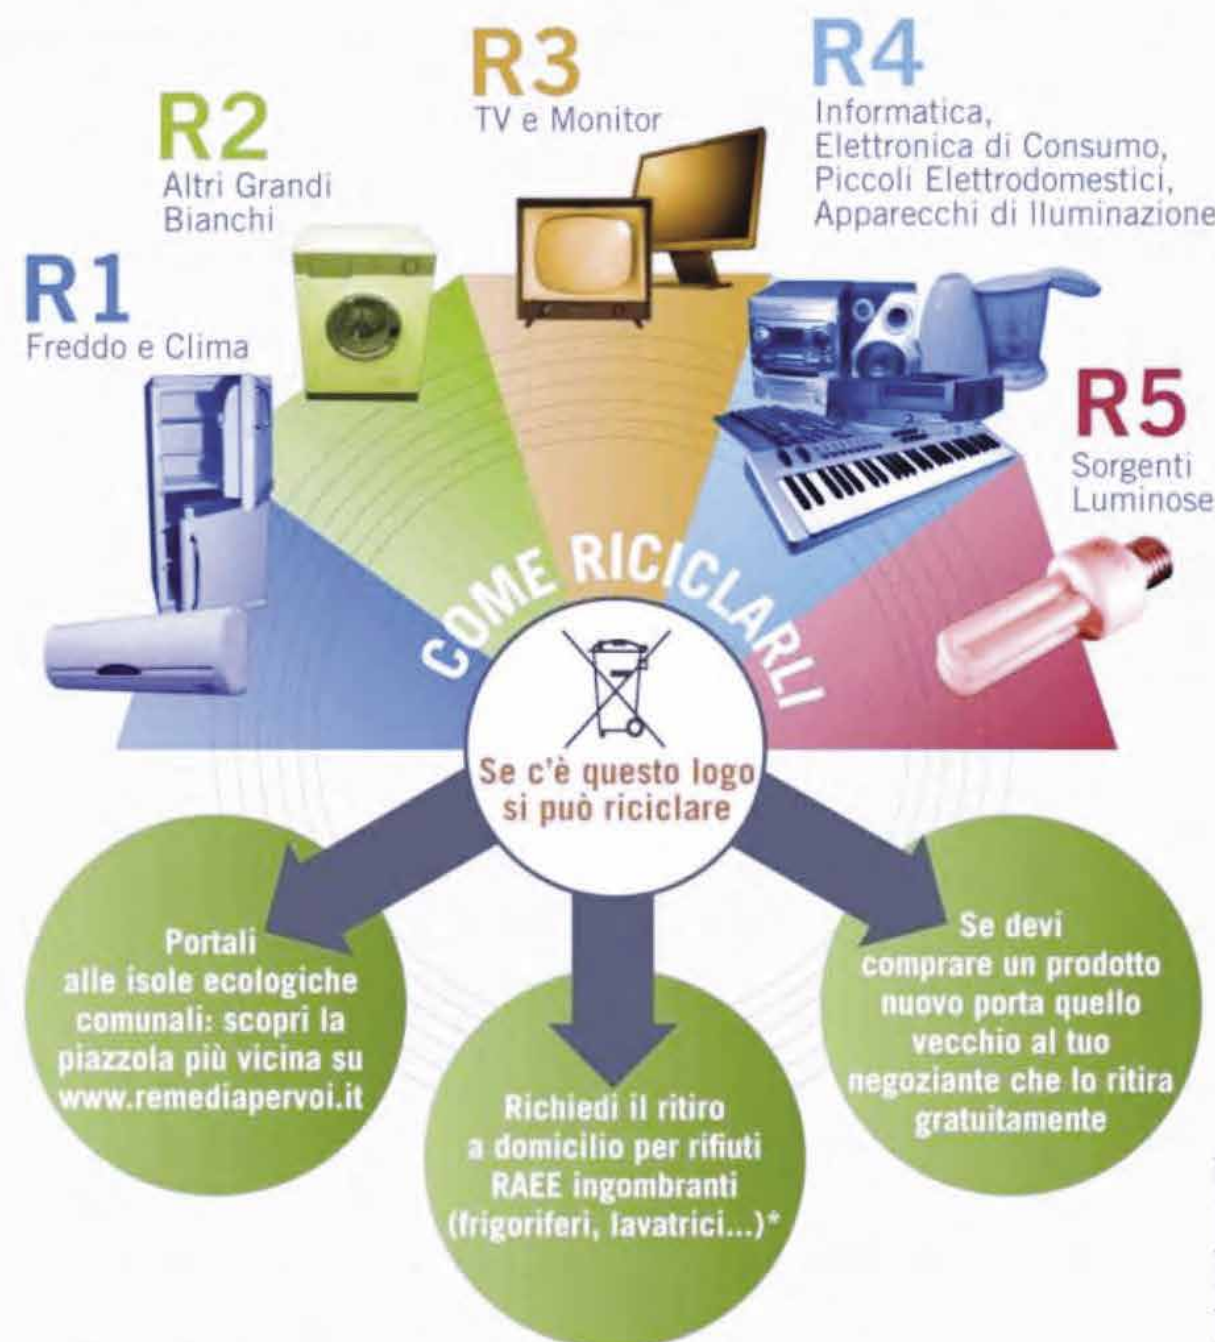 R1
Freddo e Clima
R2
Altri Grandi
Bianchi
R3
TV e Monitor
R4
Informatica,
Elettronica di Consumo,
Piccoli Elettrodomestici,
Apparecchi di Iluminazione
R5
Sorgenti
Luminose
COME RICICLARLI
Se c'è questo logo
si può riciclare
Portali
alle isole ecologiche
comunali: scopri la
piazzola più vicina su
www.remediapervoi.it
Richiedi il ritiro
a domicilio per rifiuti
RAEE ingombranti
(frigoriferi, lavatrici...)*
Se devi
comprare un prodotto
nuovo porta quello
vecchio al tuo
negoziante che lo ritira
gratuitamente